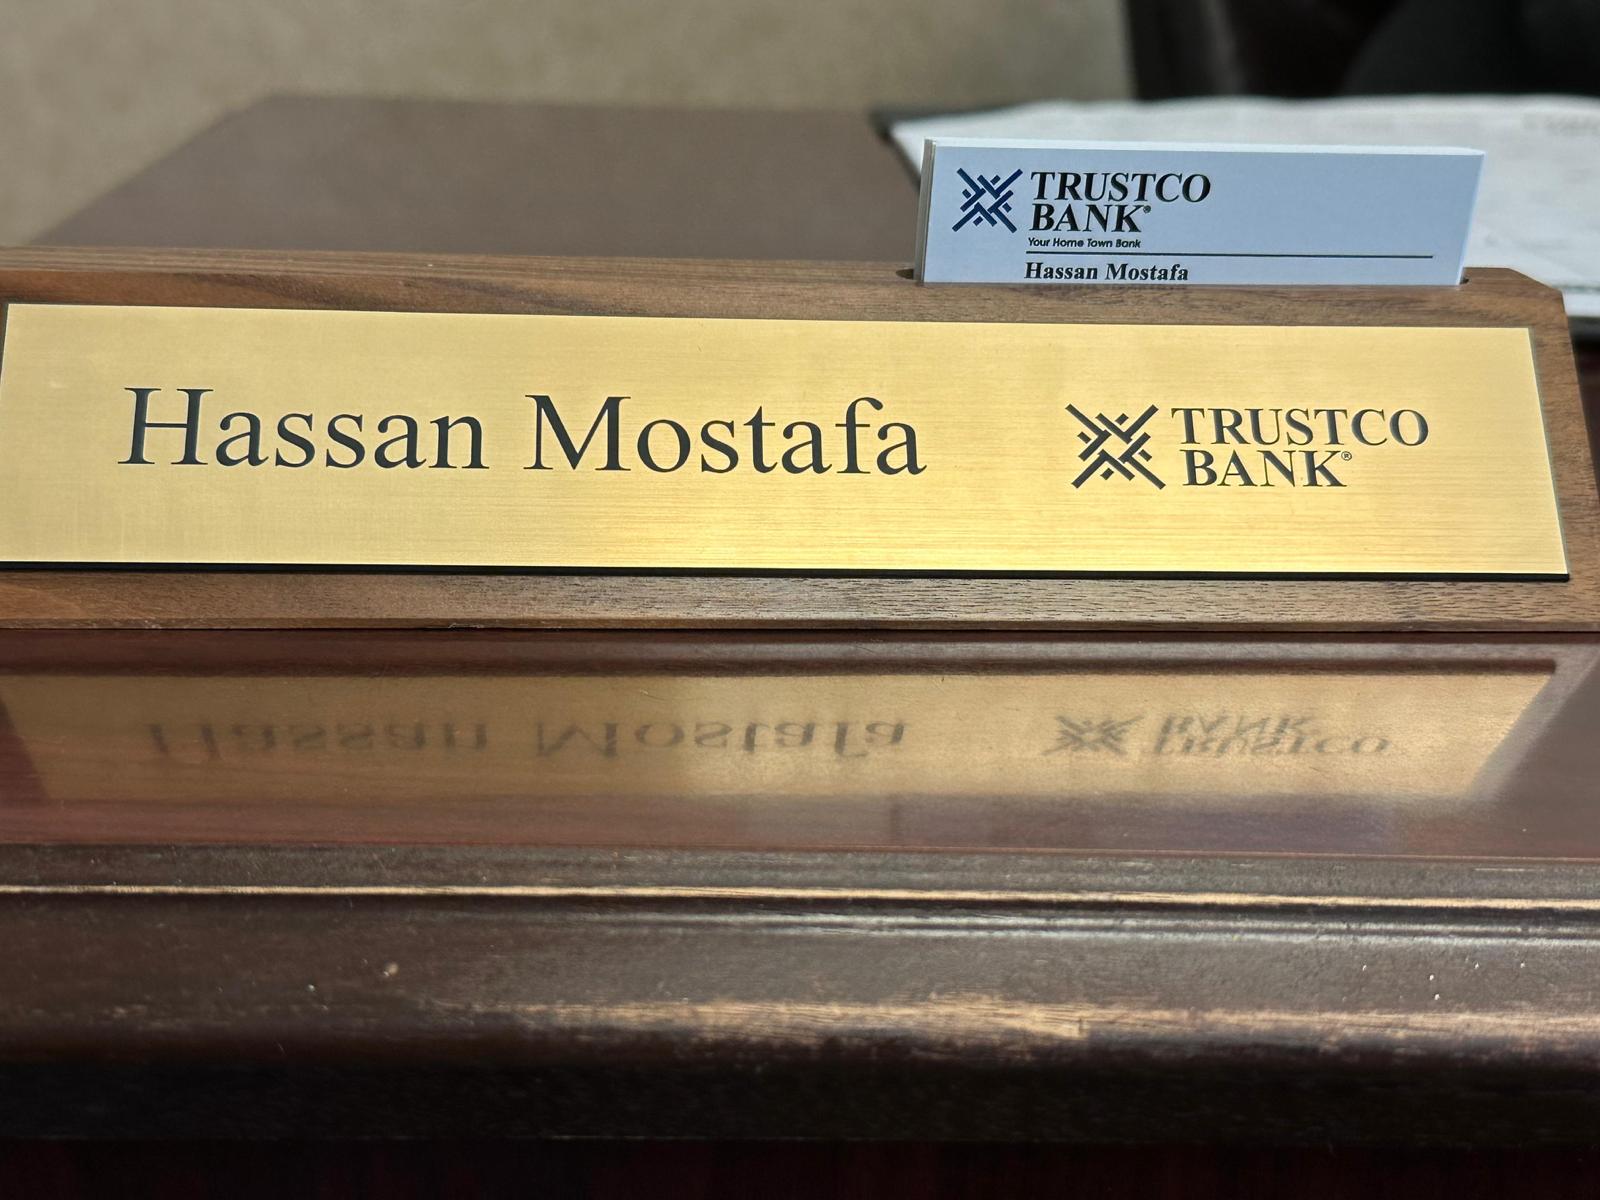 TRUSTCO
BANK®
Your Home Town Bank
Hassan Mostafa
Hassan Mostafa
TRUSTCO
BANK®